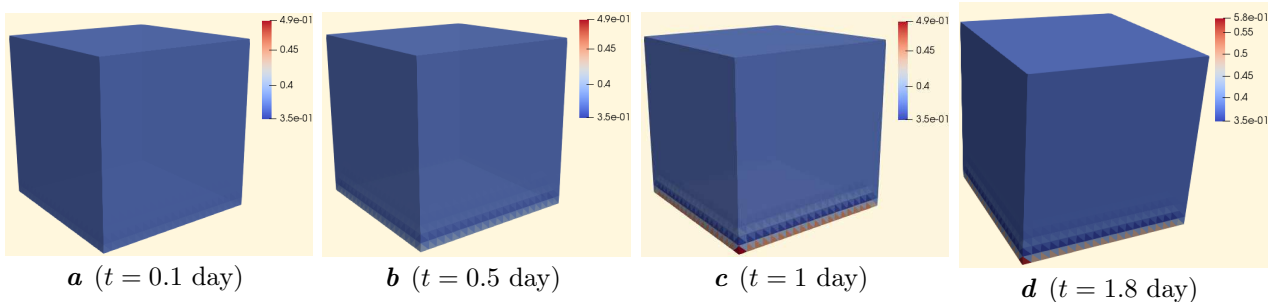 4.9e-01
0.45
0.4
3.5e-01
4.9e-01
0.45
0.4
3.5e-01
4.9e-01
0.45
0.4
3.5e-01
5.8e-01
0.55
0.5
0.45
0.4
3.5e-01
a (t = 0.1 day)
b (t = 0.5 day)
c (t = 1 day)
d (t = 1.8 day)